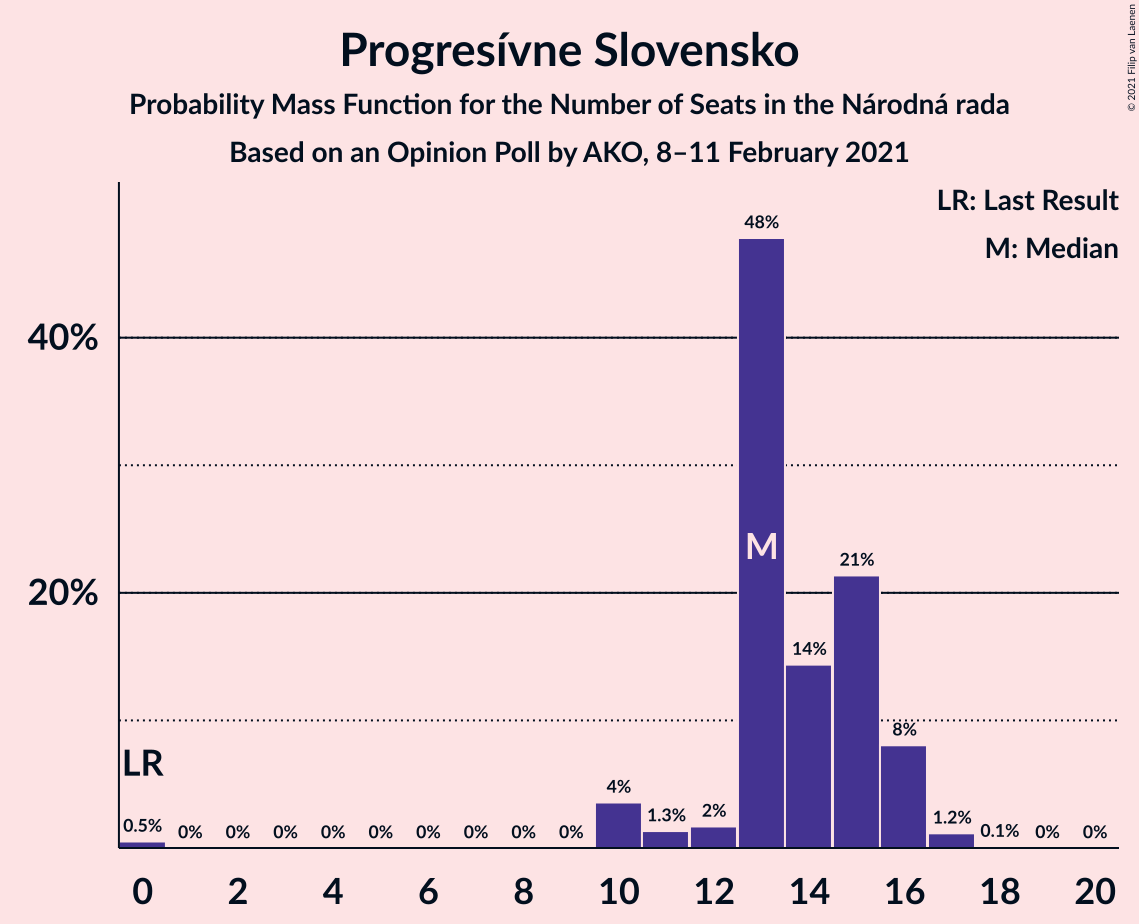 Progresívne Slovensko
Probability Mass Function for the Number of Seats in the Národná rada
Based on an Opinion Poll by AKO, 8–11 February 2021
© 2021 Filip van Laenen
LR: Last Result
M: Median
40%
20%
48%
M
21%
14%
8%
LR
0.5%
0%
0%
0%
0%
0%
0%
0%
0%
0%
4%
1.3%
2%
1.2%
0.1%
0%
0%
0 2 4 6 8 10 12 14 16 18 20